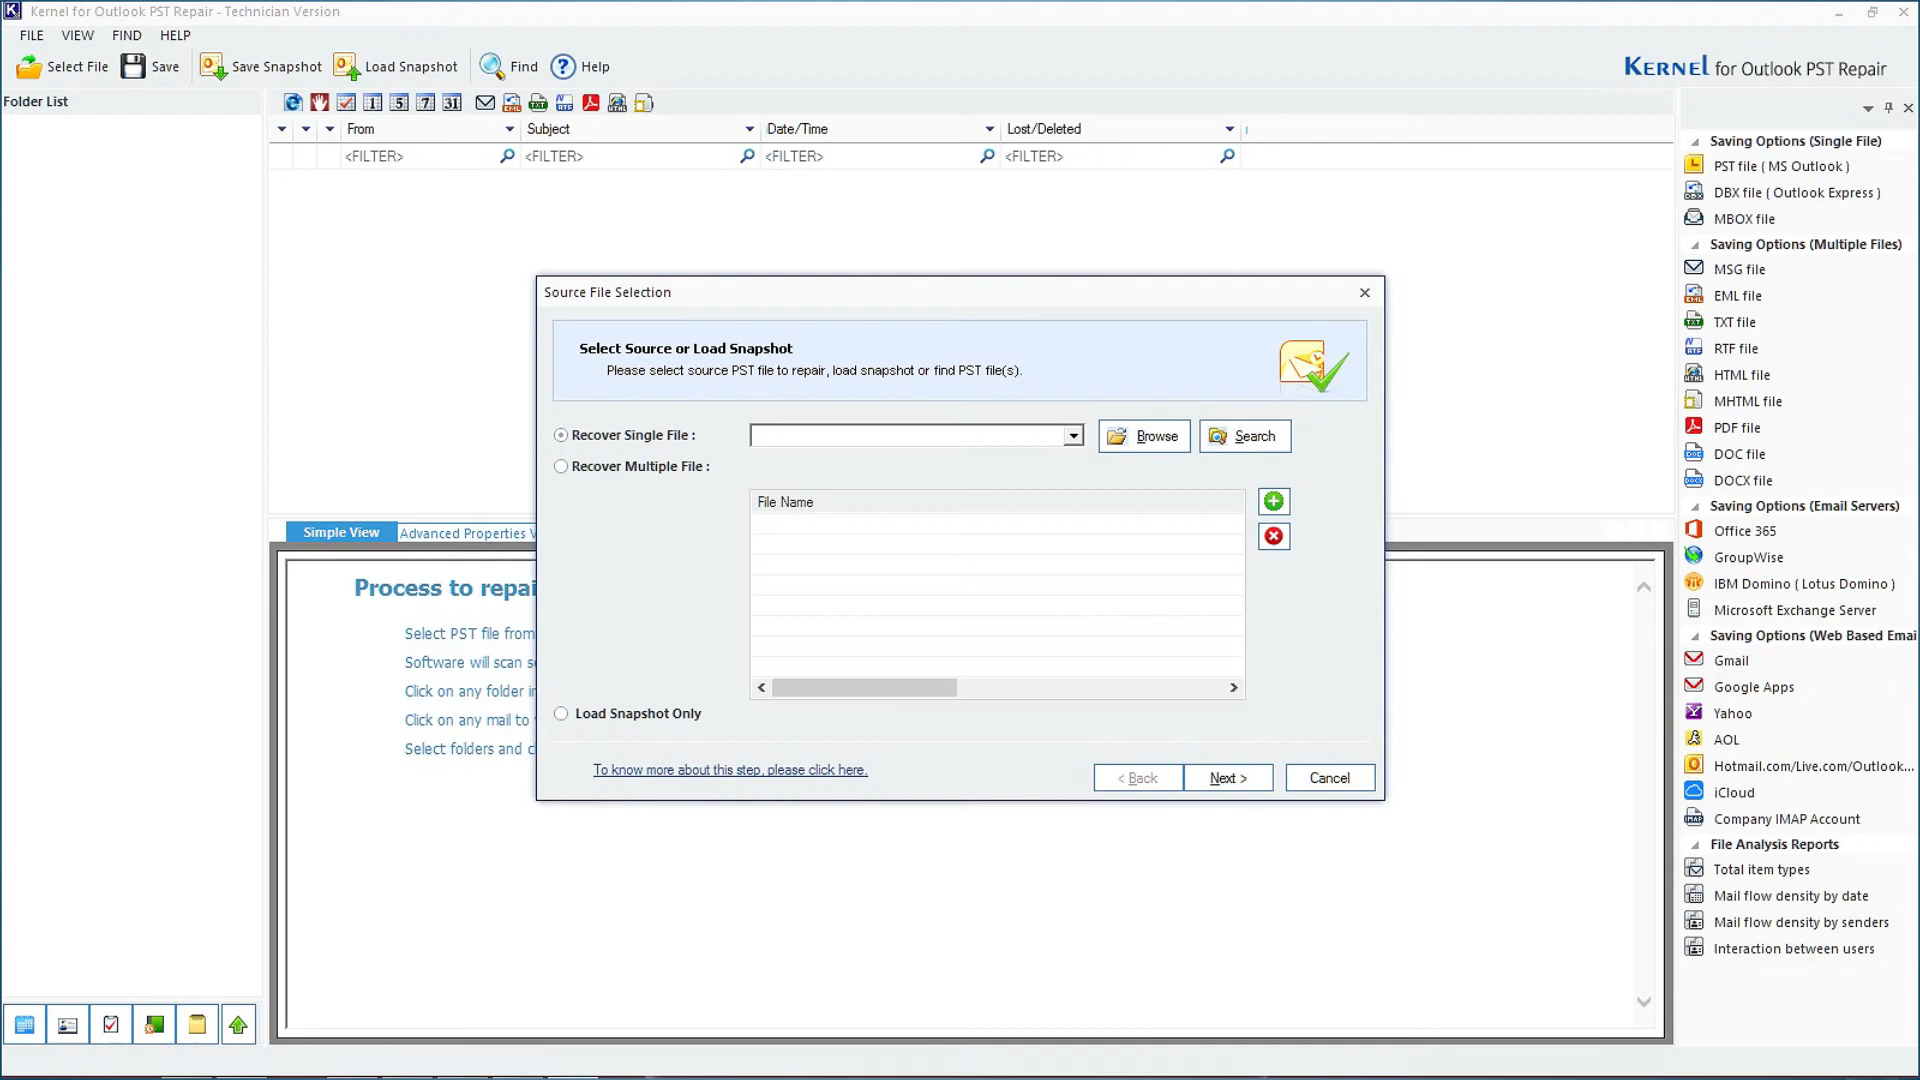 Kernel for Outlook PST Repair - Technician Version
FILE VIEW FIND HELP
Select File Save Save Snapshot Load Snapshot Find Help
KERNEL for Outlook PST Repair
Folder List
1 5 7 31
From Subject Date/Time Lost/Deleted
<FILTER> <FILTER> <FILTER> <FILTER>
Source File Selection
Select Source or Load Snapshot
Please select source PST file to repair, load snapshot or find PST file(s).
Recover Single File :
Browse Search
Recover Multiple File :
File Name
Load Snapshot Only
To know more about this step, please click here.
< Back Next > Cancel
Simple View Advanced Properties V
Process to repai
Select PST file from
Software will scan s
Click on any folder in
Click on any mail to
Select folders and c
Saving Options (Single File)
PST file ( MS Outlook )
DBX file ( Outlook Express )
MBOX file
Saving Options (Multiple Files)
MSG file
EML file
TXT file
RTF file
HTML file
MHTML file
PDF file
DOC file
DOCX file
Saving Options (Email Servers)
Office 365
GroupWise
IBM Domino ( Lotus Domino )
Microsoft Exchange Server
Saving Options (Web Based Emai
Gmail
Google Apps
Yahoo
AOL
Hotmail.com/Live.com/Outlook...
iCloud
Company IMAP Account
File Analysis Reports
Total item types
Mail flow density by date
Mail flow density by senders
Interaction between users